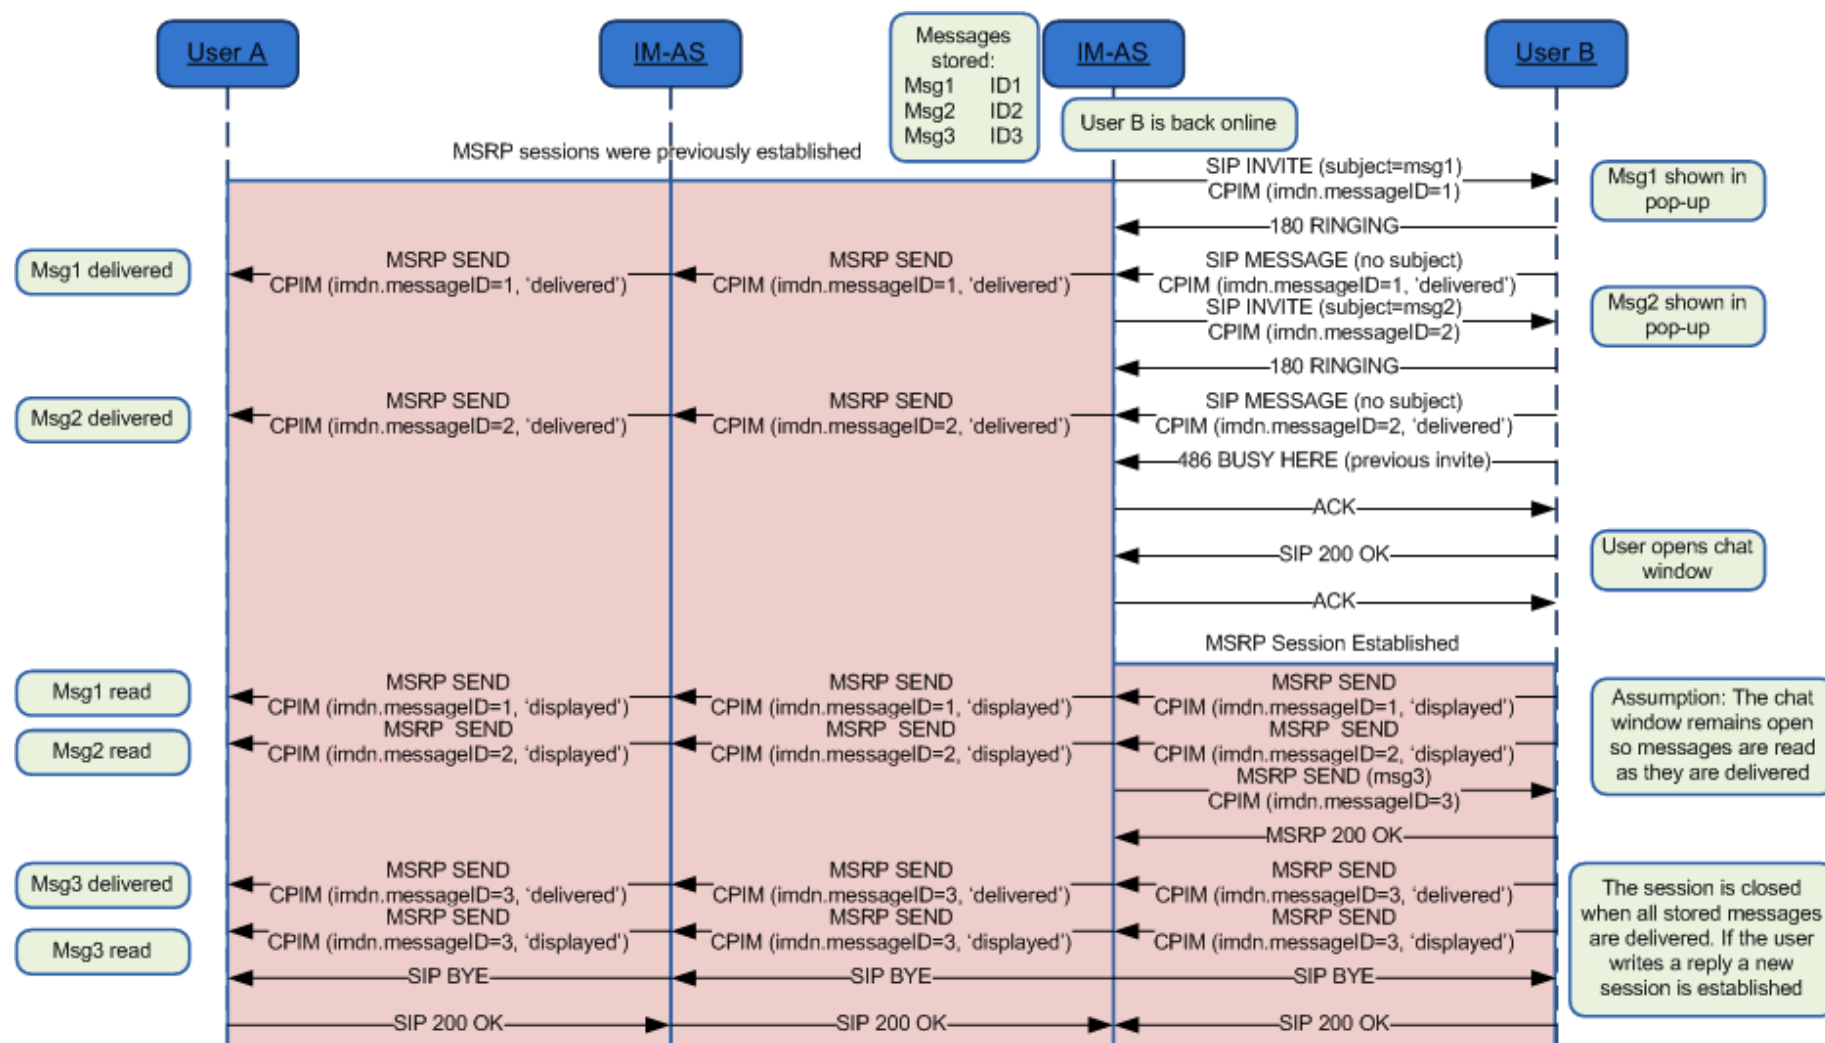 User A
IM-AS
Messages
stored:
Msg1 ID1
Msg2 ID2
Msg3 ID3
IM-AS
User B
User B is back online
MSRP sessions were previously established
SIP INVITE (subject=msg1)
CPIM (imdn.messageID=1)
Msg1 shown in
pop-up
180 RINGING
Msg1 delivered
MSRP SEND
CPIM (imdn.messageID=1, ‘delivered’)
MSRP SEND
CPIM (imdn.messageID=1, ‘delivered’)
SIP MESSAGE (no subject)
CPIM (imdn.messageID=1, ‘delivered’)
SIP INVITE (subject=msg2)
CPIM (imdn.messageID=2)
Msg2 shown in
pop-up
180 RINGING
Msg2 delivered
MSRP SEND
CPIM (imdn.messageID=2, ‘delivered’)
MSRP SEND
CPIM (imdn.messageID=2, ‘delivered’)
SIP MESSAGE (no subject)
CPIM (imdn.messageID=2, ‘delivered’)
486 BUSY HERE (previous invite)
ACK
SIP 200 OK
User opens chat
window
ACK
MSRP Session Established
Msg1 read
MSRP SEND
CPIM (imdn.messageID=1, ‘displayed’)
MSRP SEND
CPIM (imdn.messageID=1, ‘displayed’)
MSRP SEND
CPIM (imdn.messageID=1, ‘displayed’)
Assumption: The chat
window remains open
so messages are read
as they are delivered
Msg2 read
MSRP SEND
CPIM (imdn.messageID=2, ‘displayed’)
MSRP SEND
CPIM (imdn.messageID=2, ‘displayed’)
MSRP SEND
CPIM (imdn.messageID=2, ‘displayed’)
MSRP SEND (msg3)
CPIM (imdn.messageID=3)
MSRP 200 OK
Msg3 delivered
MSRP SEND
CPIM (imdn.messageID=3, ‘delivered’)
MSRP SEND
CPIM (imdn.messageID=3, ‘delivered’)
MSRP SEND
CPIM (imdn.messageID=3, ‘delivered’)
The session is closed
when all stored messages
are delivered. If the user
writes a reply a new
session is established
Msg3 read
MSRP SEND
CPIM (imdn.messageID=3, ‘displayed’)
MSRP SEND
CPIM (imdn.messageID=3, ‘displayed’)
MSRP SEND
CPIM (imdn.messageID=3, ‘displayed’)
SIP BYE
SIP BYE
SIP BYE
SIP 200 OK
SIP 200 OK
SIP 200 OK